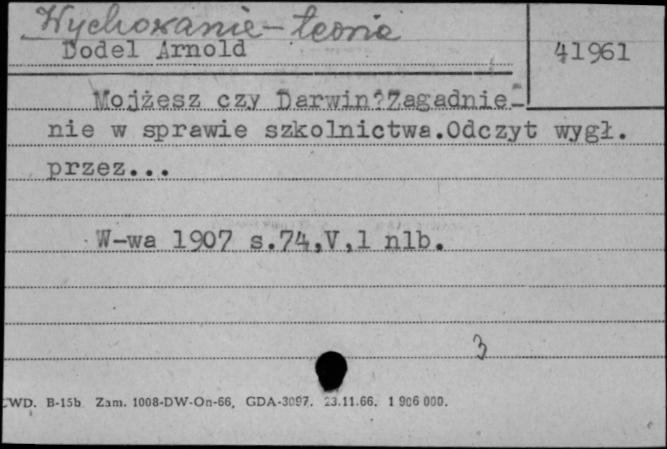 Wychowanie – teoria
Dodel Arnold
41961
Mojżesz czy Darwin?Zagadnie-
nie w sprawie szkolnictwa.Odczyt wygł.
przez...
W-wa 1907 s.74,V,1 nlb.
3
CWD. B-15b Zam. 1008-DW-On-66, GDA-3097. 23.11.66. 1 906 000.